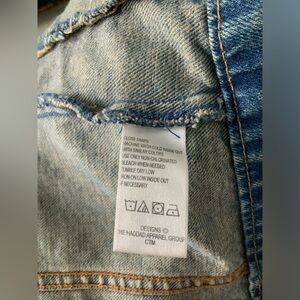 CLOSE SNAPS
MACHINE WASH COLD INSIDE OUT
WITH SIMILAR COLORS
USE ONLY NON-CHLORINATED
BLEACH WHEN NEEDED
TUMBLE DRY LOW
IRON ON LOW INSIDE OUT
IF NECESSARY
DESIGNS ©
THE HADDAD APPAREL GROUP
CTM